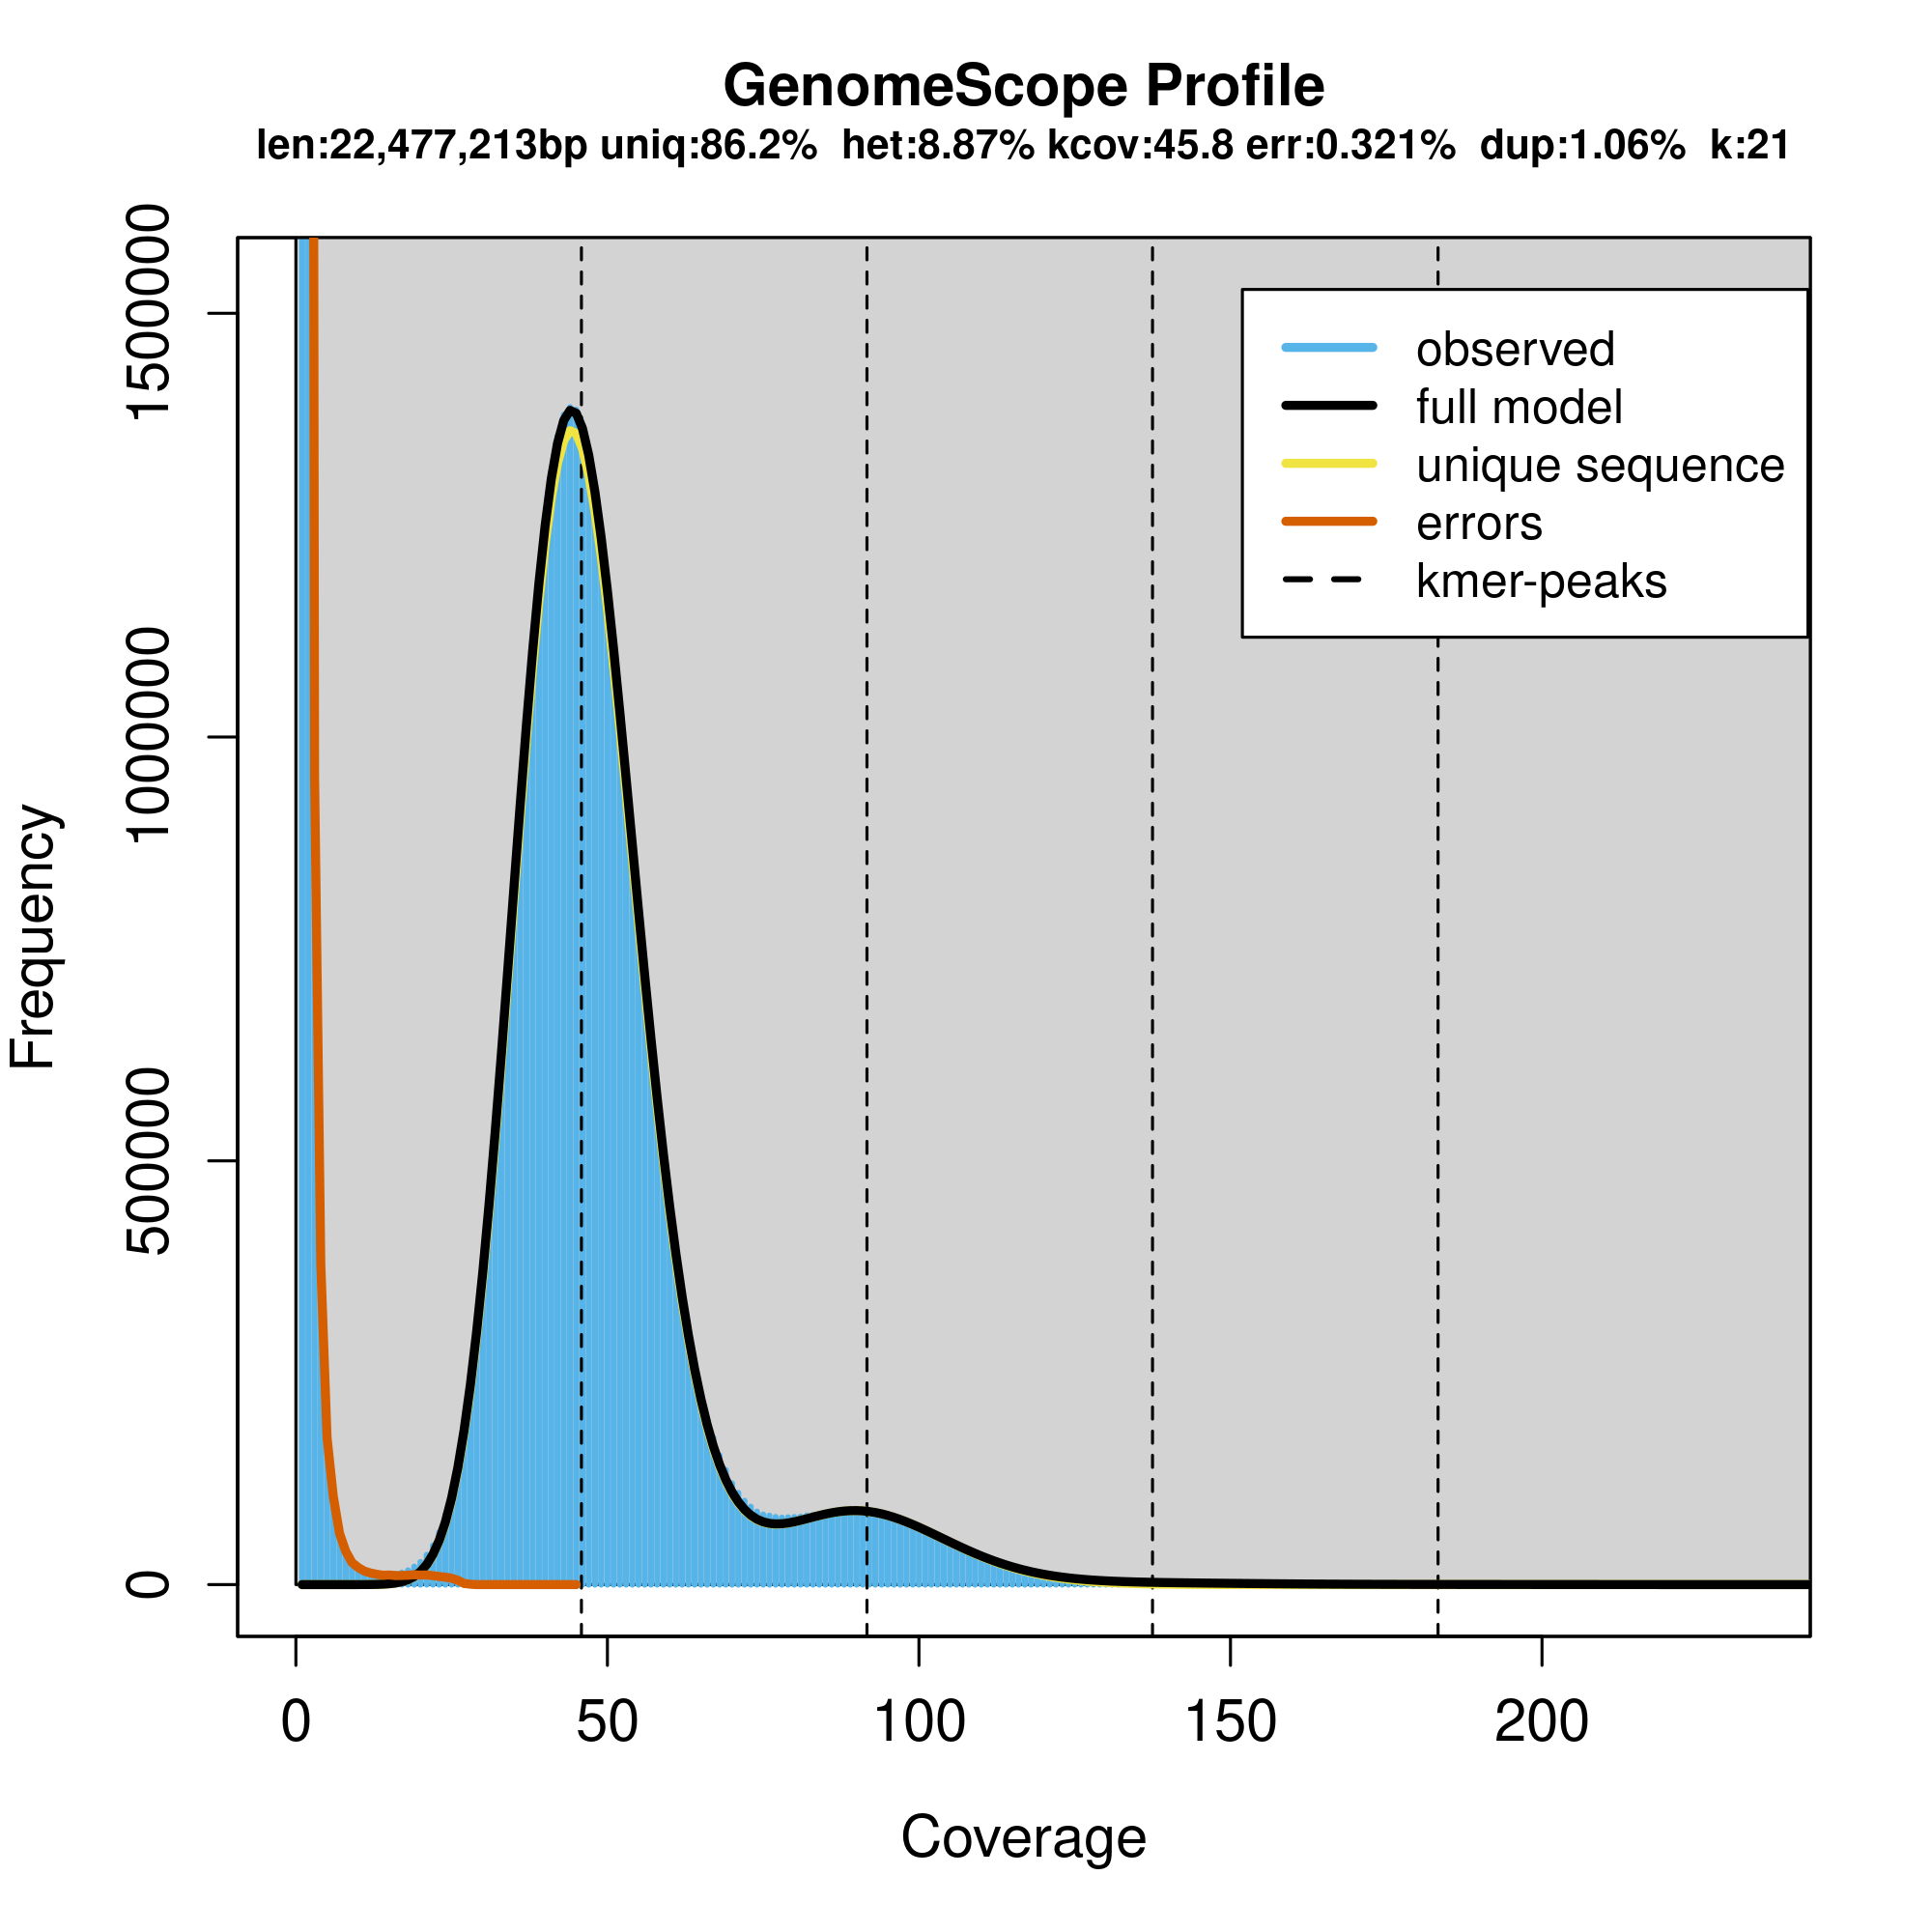 GenomeScope Profile
len:22,477,213bp uniq:86.2% het:8.87% kcov:45.8 err:0.321% dup:1.06% k:21
observed
full model
unique sequence
errors
kmer-peaks
Frequency
1500000
1000000
500000
0
0 50 100 150 200
Coverage